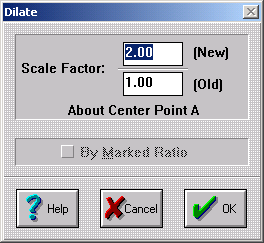 Dilate
2.00 (New)
Scale Factor:
1.00 (Old)
About Center Point A
By Marked Ratio
? Help Cancel OK